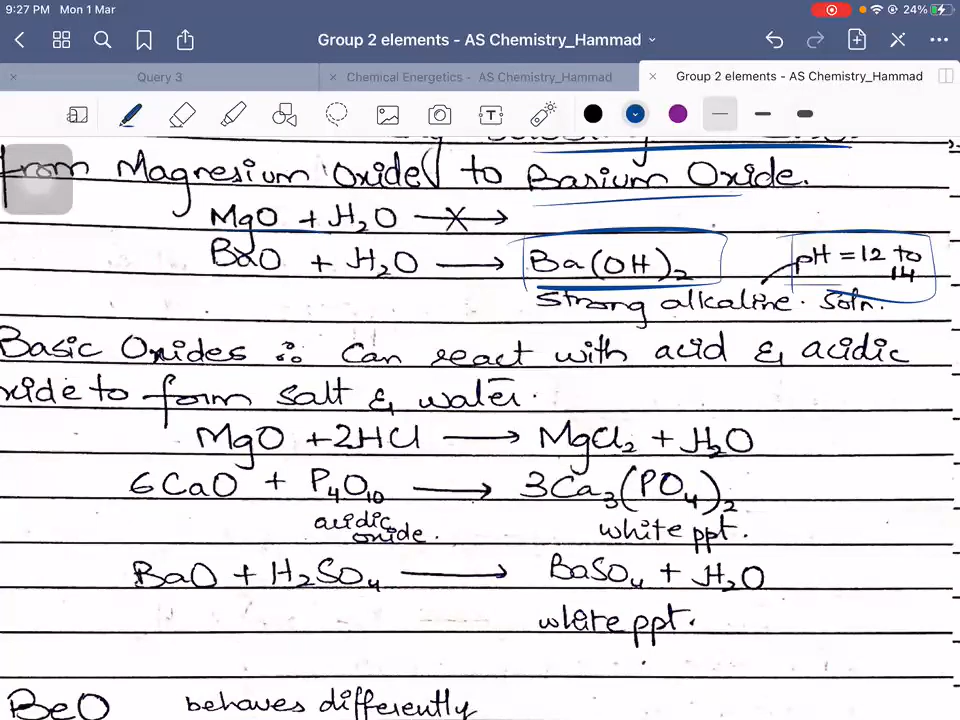 9:27 PM Mon 1 Mar
24%
Group 2 elements - AS Chemistry_Hammad
Query 3
Chemical Energetics - AS Chemistry_Hammad
Group 2 elements - AS Chemistry_Hammad
from Magnesium Oxide to Barium Oxide.
MgO + H₂O ⟶
BaO + H₂O ⟶ Ba(OH)₂ pH = 12 to 14
strong alkaline. soln.
Basic Oxides ∴ can react with acid & acidic
xide to form salt & water.
MgO + 2HCl ⟶ MgCl₂ + H₂O
6CaO + P₄O₁₀ ⟶ 3Ca₃(PO₄)₂
acidic oxide. white ppt.
BaO + H₂SO₄ ⟶ BaSO₄ + H₂O
white ppt.
BeO behaves differently